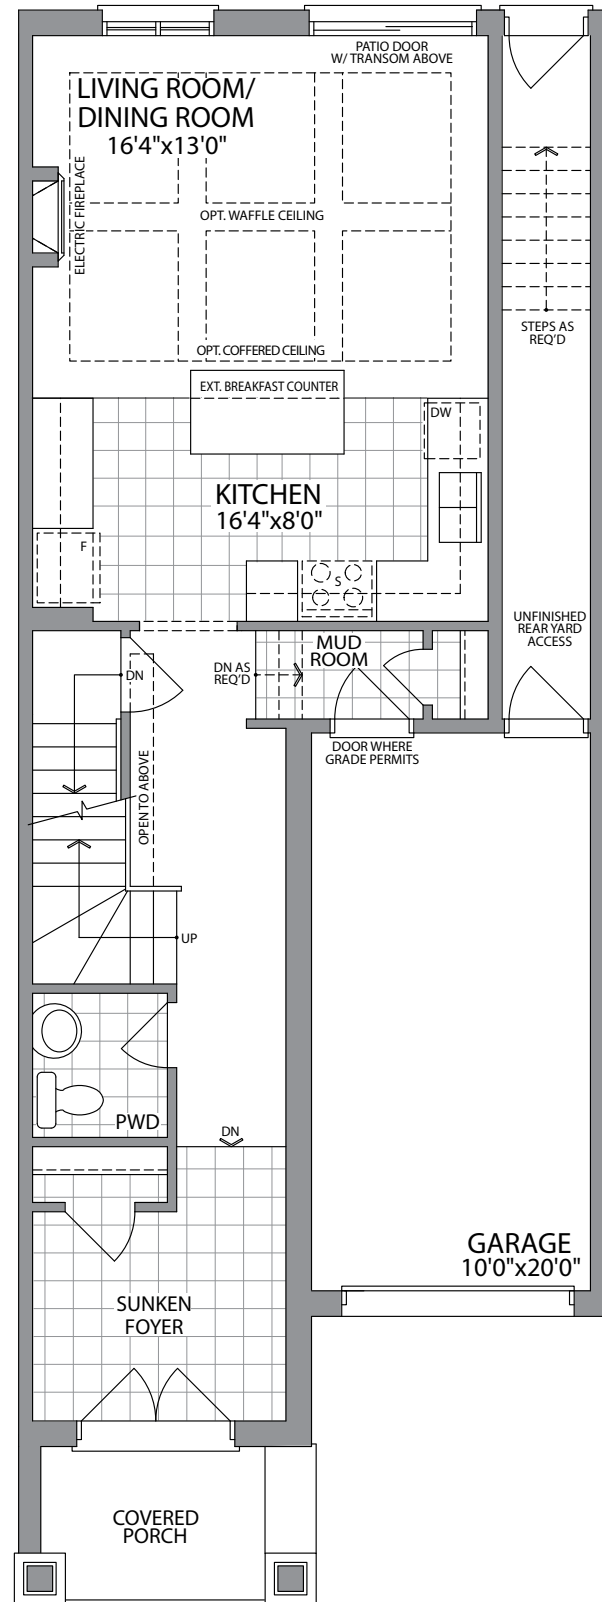 PATIO DOOR
W/ TRANSOM ABOVE
LIVING ROOM/
DINING ROOM
16'4"x13'0"
ELECTRIC FIREPLACE
OPT. WAFFLE CEILING
STEPS AS
REQ'D
OPT. COFFERED CEILING
EXT. BREAKFAST COUNTER
DW
KITCHEN
16'4"x8'0"
F
S
UNFINISHED
REAR YARD
ACCESS
MUD
ROOM
DN AS
REQ'D
DN
DOOR WHERE
GRADE PERMITS
OPEN TO ABOVE
UP
PWD
DN
GARAGE
10'0"x20'0"
SUNKEN
FOYER
COVERED
PORCH